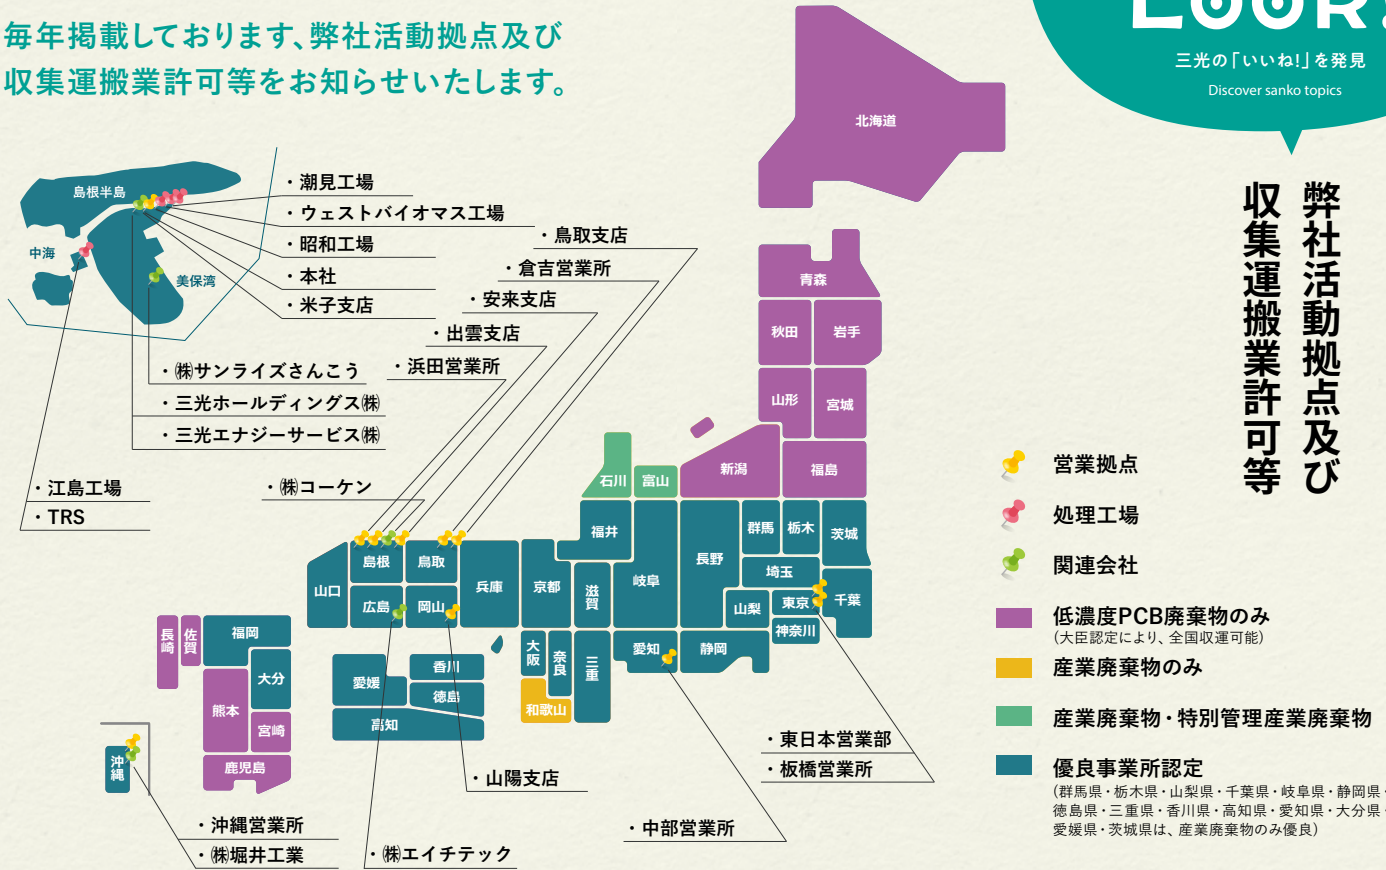 毎年掲載しております、弊社活動拠点及び
収集運搬業許可等をお知らせいたします。
三光の「いいね!」を発見
Discover sanko topics
弊社活動拠点及び
収集運搬業許可等
島根半島
中海
美保湾
・潮見工場
・ウェストバイオマス工場
・昭和工場
・本社
・米子支店
・鳥取支店
・倉吉営業所
・安来支店
・出雲支店
・浜田営業所
・㈱サンライズさんこう
・三光ホールディングス㈱
・三光エナジーサービス㈱
・江島工場
・TRS
・㈱コーケン
北海道
青森
秋田
岩手
山形
宮城
新潟
福島
石川
富山
福井
長野
群馬
栃木
茨城
埼玉
岐阜
山梨
東京
千葉
神奈川
愛知
静岡
山口
島根
鳥取
広島
岡山
兵庫
京都
滋賀
大阪
奈良
三重
和歌山
愛媛
香川
徳島
高知
長崎
佐賀
福岡
大分
熊本
宮崎
鹿児島
沖縄
・東日本営業部
・板橋営業所
・山陽支店
・中部営業所
・沖縄営業所
・㈱堀井工業
・㈱エイチテック
営業拠点
処理工場
関連会社
低濃度PCB廃棄物のみ
(大臣認定により、全国収運可能)
産業廃棄物のみ
産業廃棄物・特別管理産業廃棄物
優良事業所認定
(群馬県・栃木県・山梨県・千葉県・岐阜県・静岡県・
徳島県・三重県・香川県・高知県・愛知県・大分県・
愛媛県・茨城県は、産業廃棄物のみ優良)